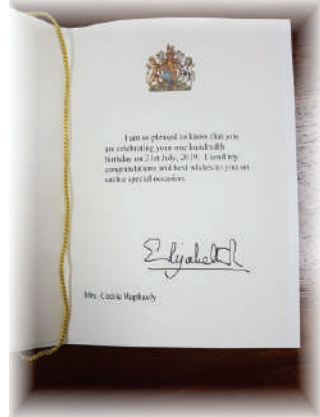 I am so pleased to know that you
are celebrating your one hundredth
birthday on 21st July, 2019. I send my
congratulations and best wishes to you on
such a special occasion.
Elizabeth R
Mrs. Cecile